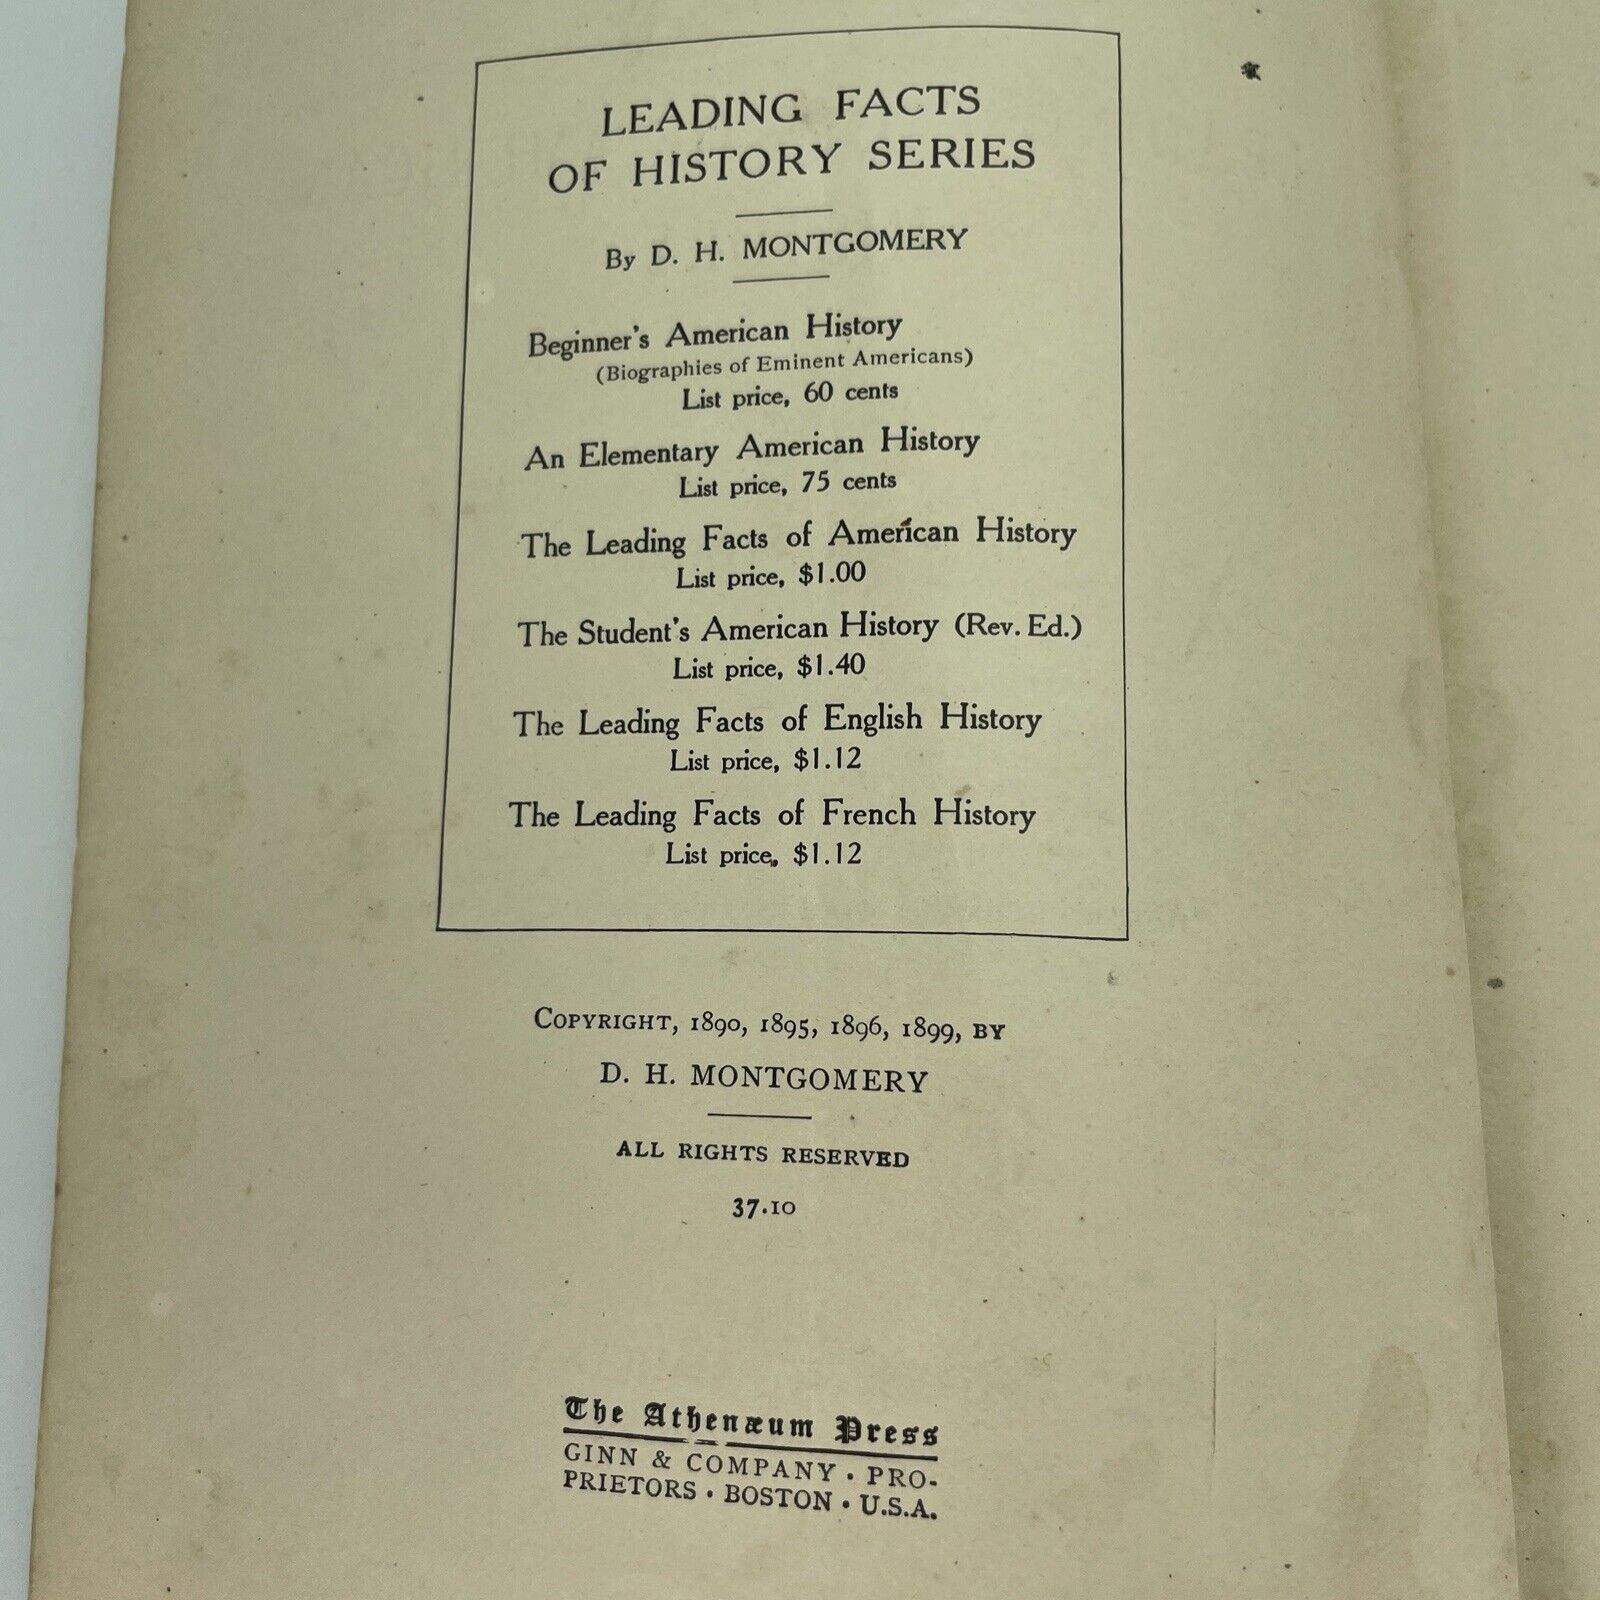 LEADING FACTS
OF HISTORY SERIES
By D. H. MONTGOMERY
Beginner's American History
(Biographies of Eminent Americans)
List price, 60 cents
An Elementary American History
List price, 75 cents
The Leading Facts of American History
List price, $1.00
The Student's American History (Rev. Ed.)
List price, $1.40
The Leading Facts of English History
List price, $1.12
The Leading Facts of French History
List price, $1.12
COPYRIGHT, 1890, 1895, 1896, 1899, BY
D. H. MONTGOMERY
ALL RIGHTS RESERVED
37.10
The Athenæum Press
GINN & COMPANY · PRO-
PRIETORS · BOSTON · U.S.A.